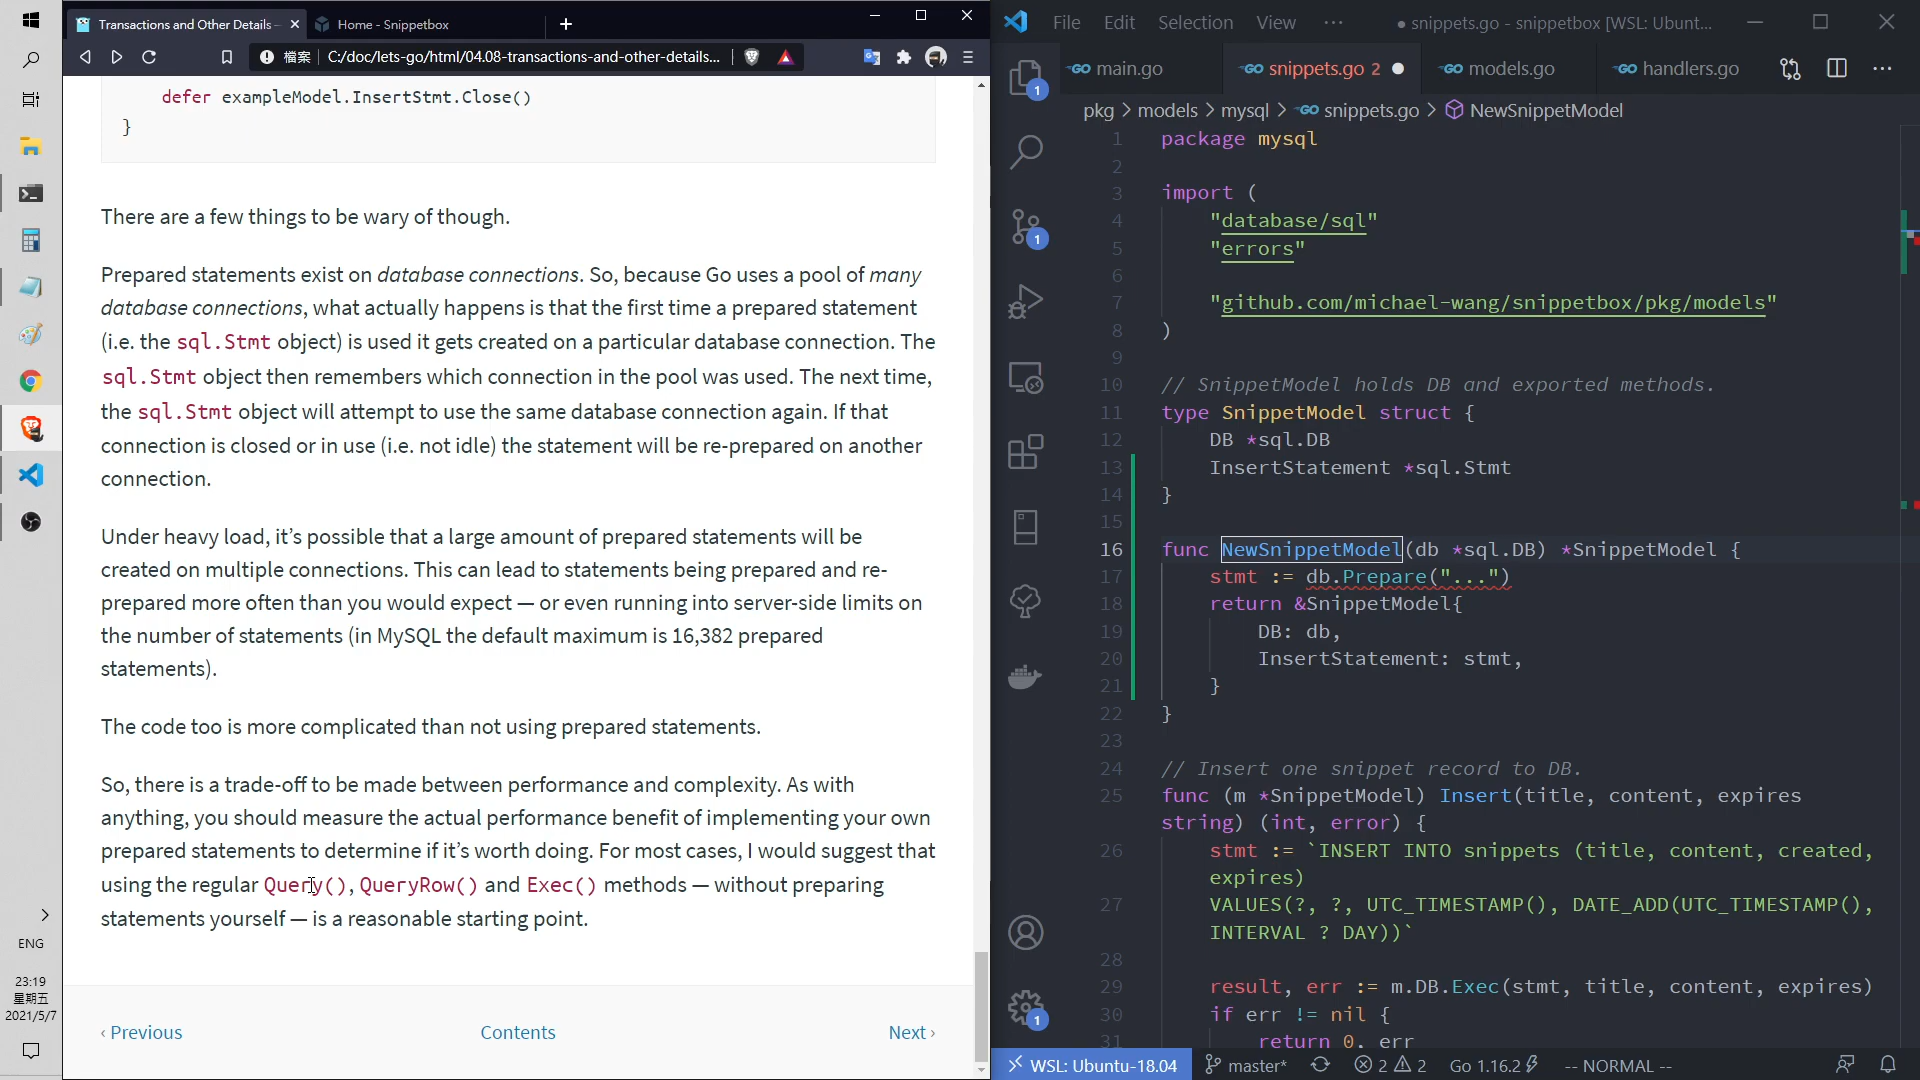 Transactions and Other Details
Home - Snippetbox
檔案
C:/doc/lets-go/html/04.08-transactions-and-other-details...
defer exampleModel.InsertStmt.Close()
}
There are a few things to be wary of though.
Prepared statements exist on database connections. So, because Go uses a pool of many
database connections, what actually happens is that the first time a prepared statement
(i.e. the sql.Stmt object) is used it gets created on a particular database connection. The
sql.Stmt object then remembers which connection in the pool was used. The next time,
the sql.Stmt object will attempt to use the same database connection again. If that
connection is closed or in use (i.e. not idle) the statement will be re-prepared on another
connection.
Under heavy load, it’s possible that a large amount of prepared statements will be
created on multiple connections. This can lead to statements being prepared and re-
prepared more often than you would expect — or even running into server-side limits on
the number of statements (in MySQL the default maximum is 16,382 prepared
statements).
The code too is more complicated than not using prepared statements.
So, there is a trade-off to be made between performance and complexity. As with
anything, you should measure the actual performance benefit of implementing your own
prepared statements to determine if it’s worth doing. For most cases, I would suggest that
using the regular Query(), QueryRow() and Exec() methods — without preparing
statements yourself — is a reasonable starting point.
‹ Previous
Contents
Next ›
ENG
23:19
星期五
2021/5/7
File Edit Selection View ···
● snippets.go - snippetbox [WSL: Ubunt...
GO main.go
GO snippets.go 2 ●
GO models.go
GO handlers.go
···
pkg > models > mysql > GO snippets.go > NewSnippetModel
1 package mysql
2
3 import (
4 "database/sql"
5 "errors"
6
7 "github.com/michael-wang/snippetbox/pkg/models"
8 )
9
10 // SnippetModel holds DB and exported methods.
11 type SnippetModel struct {
12 DB *sql.DB
13 InsertStatement *sql.Stmt
14 }
15
16 func NewSnippetModel(db *sql.DB) *SnippetModel {
17 stmt := db.Prepare("...")
18 return &SnippetModel{
19 DB: db,
20 InsertStatement: stmt,
21 }
22 }
23
24 // Insert one snippet record to DB.
25 func (m *SnippetModel) Insert(title, content, expires
string) (int, error) {
26 stmt := `INSERT INTO snippets (title, content, created,
expires)
27 VALUES(?, ?, UTC_TIMESTAMP(), DATE_ADD(UTC_TIMESTAMP(),
INTERVAL ? DAY))`
28
29 result, err := m.DB.Exec(stmt, title, content, expires)
30 if err != nil {
31 return 0, err
1
1
1
WSL: Ubuntu-18.04
master*
2
2
Go 1.16.2
-- NORMAL --